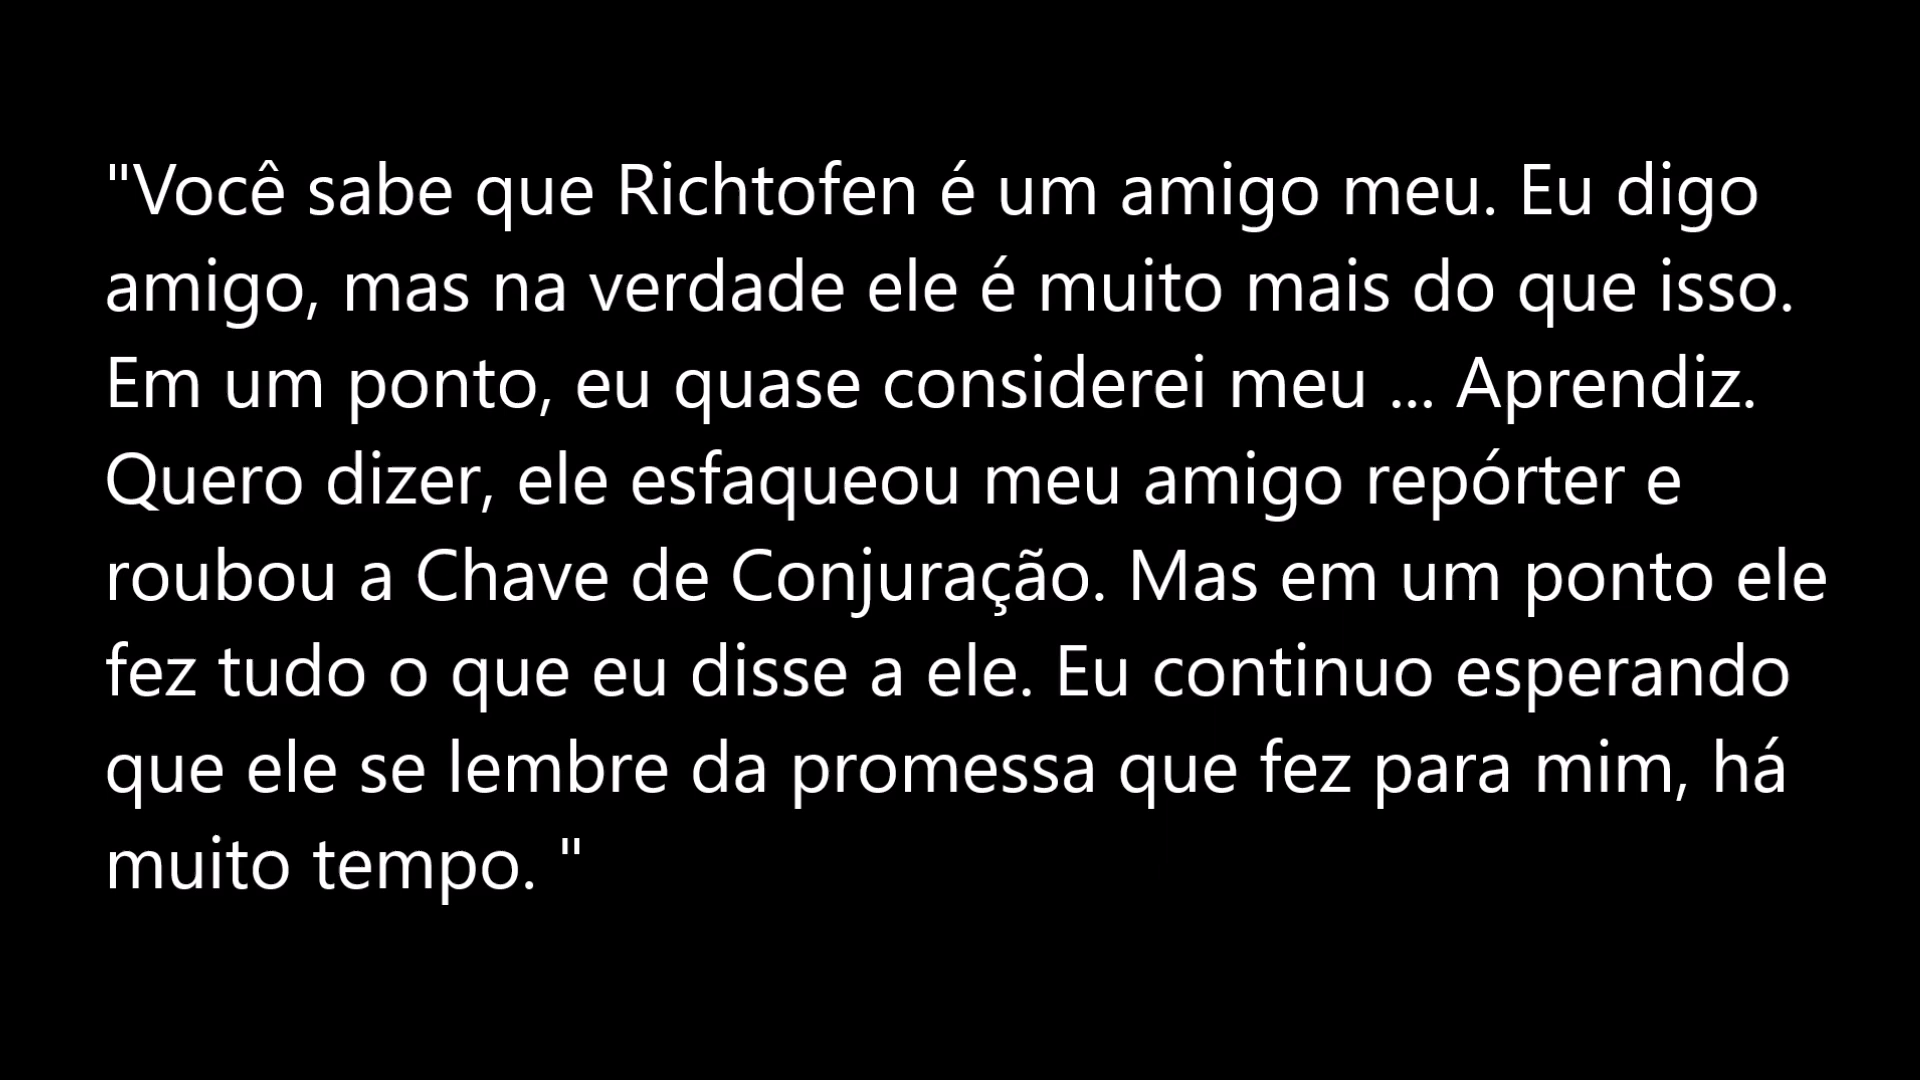 "Você sabe que Richtofen é um amigo meu. Eu digo
amigo, mas na verdade ele é muito mais do que isso.
Em um ponto, eu quase considerei meu ... Aprendiz.
Quero dizer, ele esfaqueou meu amigo repórter e
roubou a Chave de Conjuração. Mas em um ponto ele
fez tudo o que eu disse a ele. Eu continuo esperando
que ele se lembre da promessa que fez para mim, há
muito tempo. "